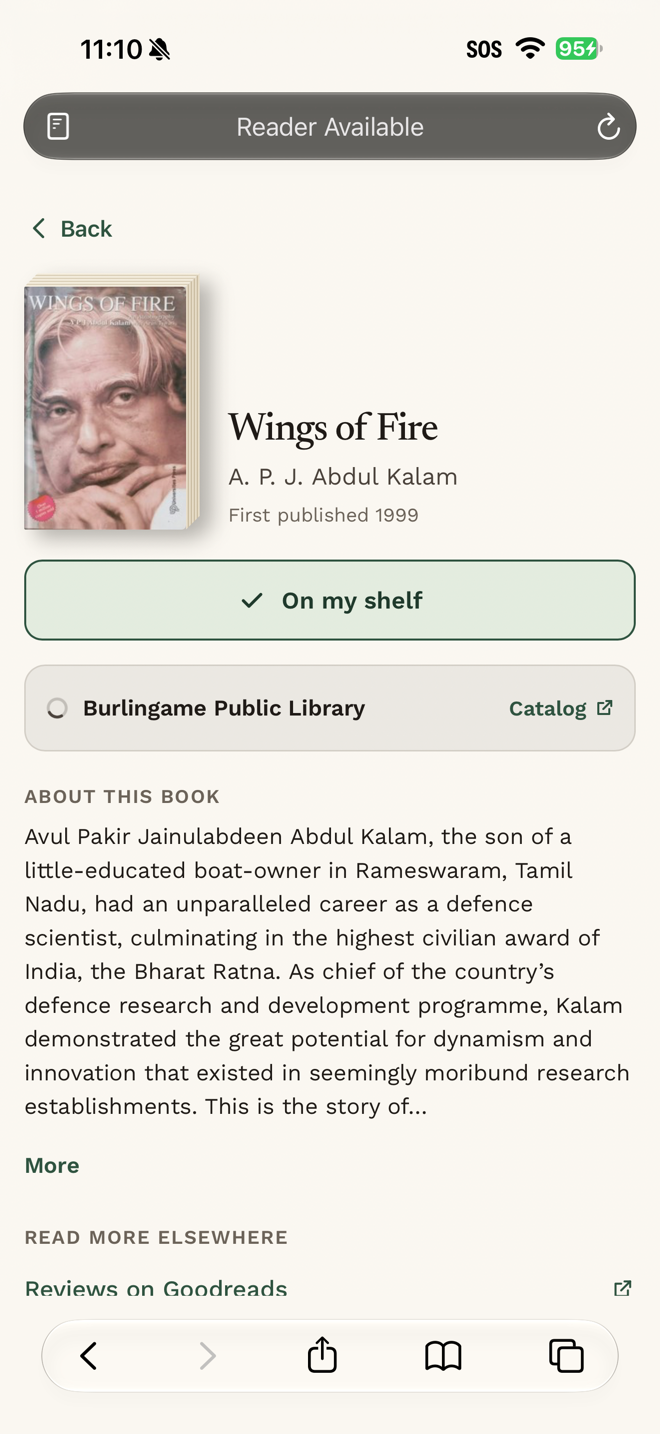 11:10
SOS
95
Reader Available
Back
WINGS OF FIRE
Wings of Fire
A. P. J. Abdul Kalam
First published 1999
On my shelf
Burlingame Public Library
Catalog
ABOUT THIS BOOK
Avul Pakir Jainulabdeen Abdul Kalam, the son of a
little-educated boat-owner in Rameswaram, Tamil
Nadu, had an unparalleled career as a defence
scientist, culminating in the highest civilian award of
India, the Bharat Ratna. As chief of the country’s
defence research and development programme, Kalam
demonstrated the great potential for dynamism and
innovation that existed in seemingly moribund research
establishments. This is the story of...
More
READ MORE ELSEWHERE
Reviews on Goodreads